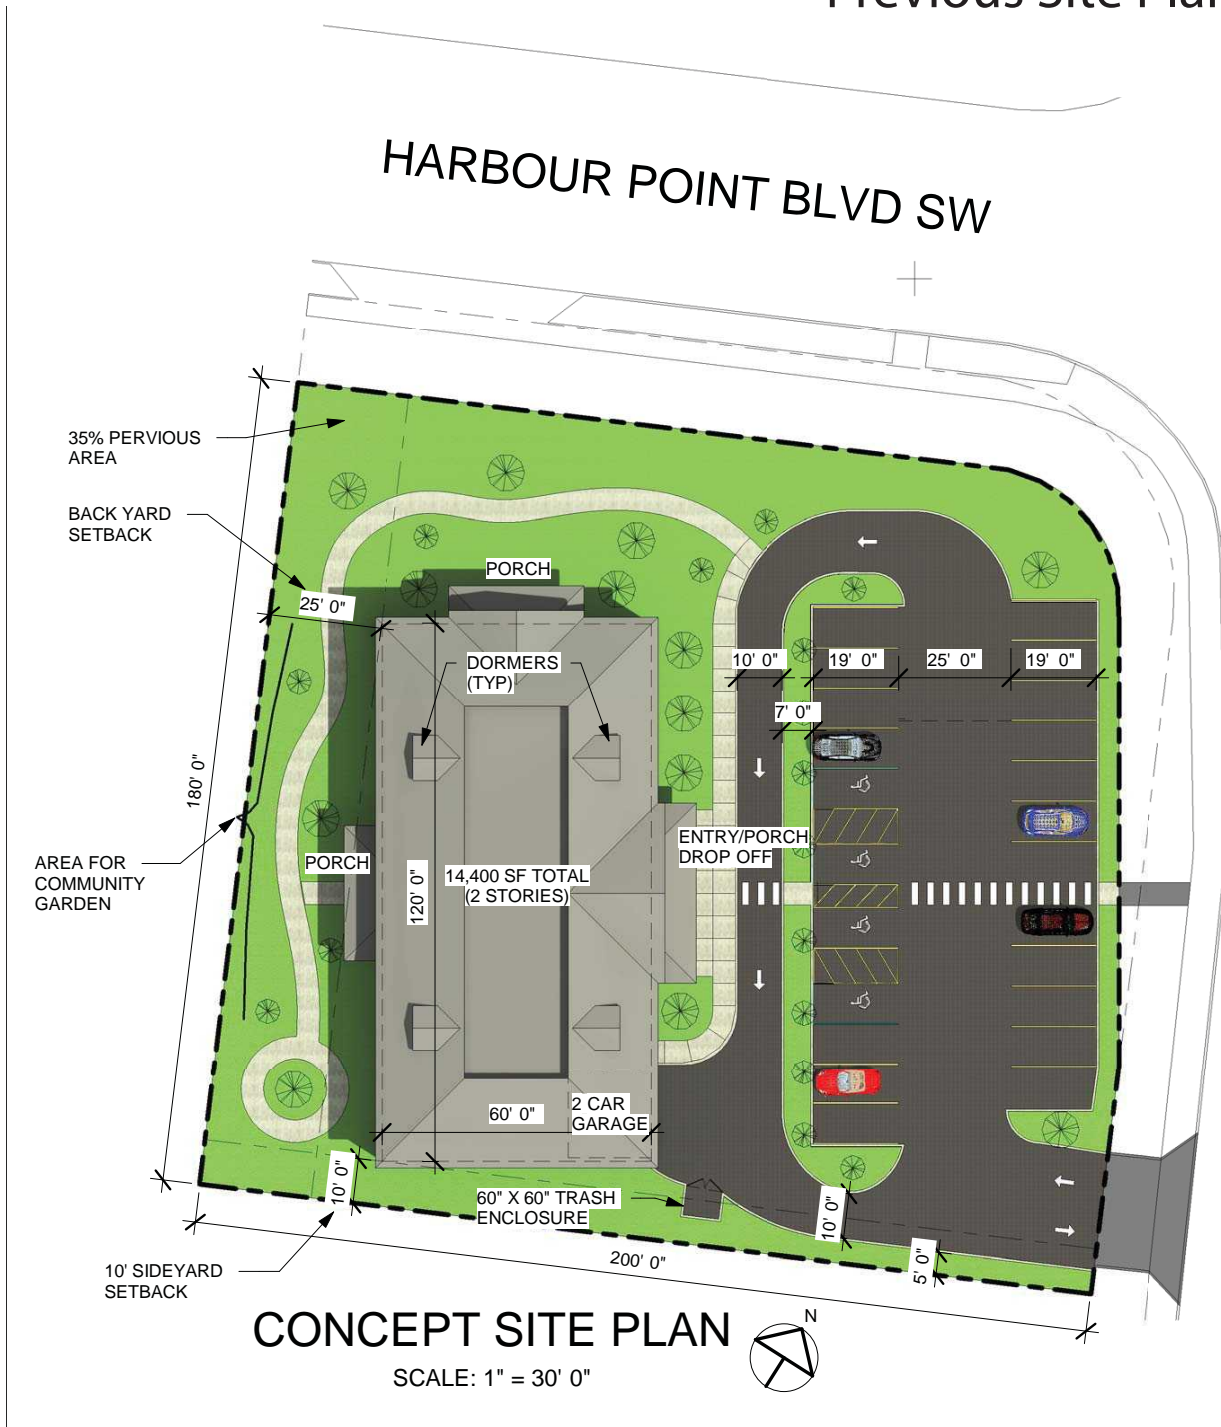 Previous Site Plan
HARBOUR POINT BLVD SW
35% PERVIOUS
AREA
BACK YARD
SETBACK
PORCH
25' 0"
DORMERS
(TYP)
10' 0"
19' 0"
25' 0"
19' 0"
7' 0"
180' 0"
AREA FOR
COMMUNITY
GARDEN
PORCH
120' 0"
14,400 SF TOTAL
(2 STORIES)
ENTRY/PORCH
DROP OFF
60' 0"
2 CAR
GARAGE
10' 0"
60" X 60" TRASH
ENCLOSURE
10' 0"
5' 0"
200' 0"
10' SIDEYARD
SETBACK
CONCEPT SITE PLAN
N
SCALE: 1" = 30' 0"